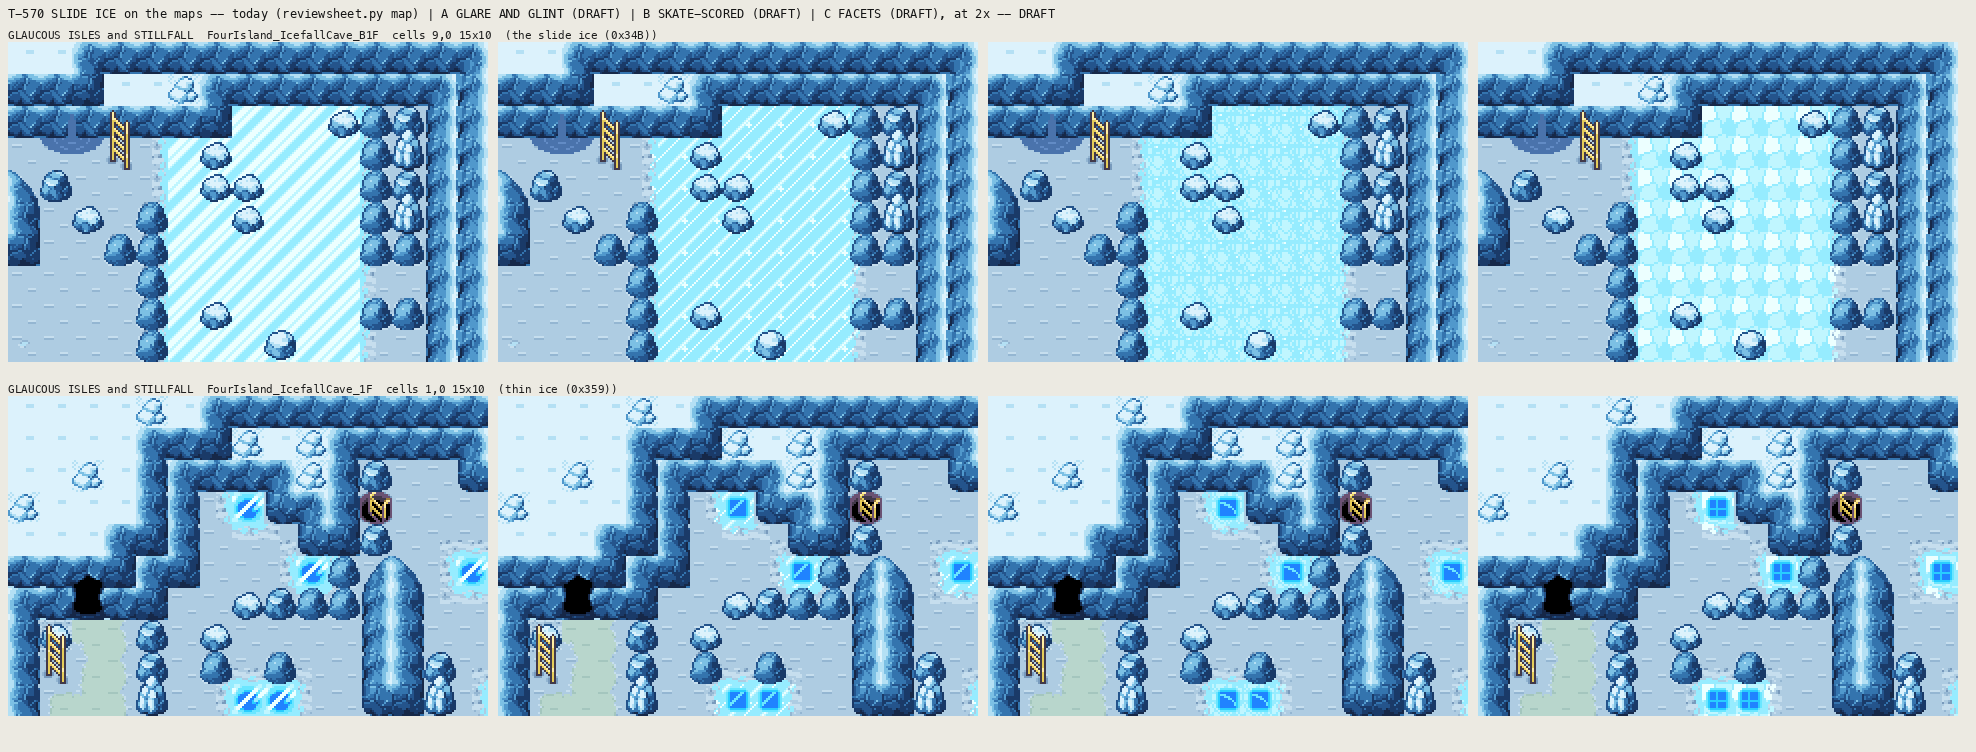 T-570 SLIDE ICE on the maps -- today (reviewsheet.py map) | A GLARE AND GLINT (DRAFT) | B SKATE-SCORED (DRAFT) | C FACETS (DRAFT), at 2x -- DRAFT
GLAUCOUS ISLES and STILLFALL  FourIsland_IcefallCave_B1F  cells 9,0 15x10  (the slide ice (0x34B))
GLAUCOUS ISLES and STILLFALL  FourIsland_IcefallCave_1F  cells 1,0 15x10  (thin ice (0x359))